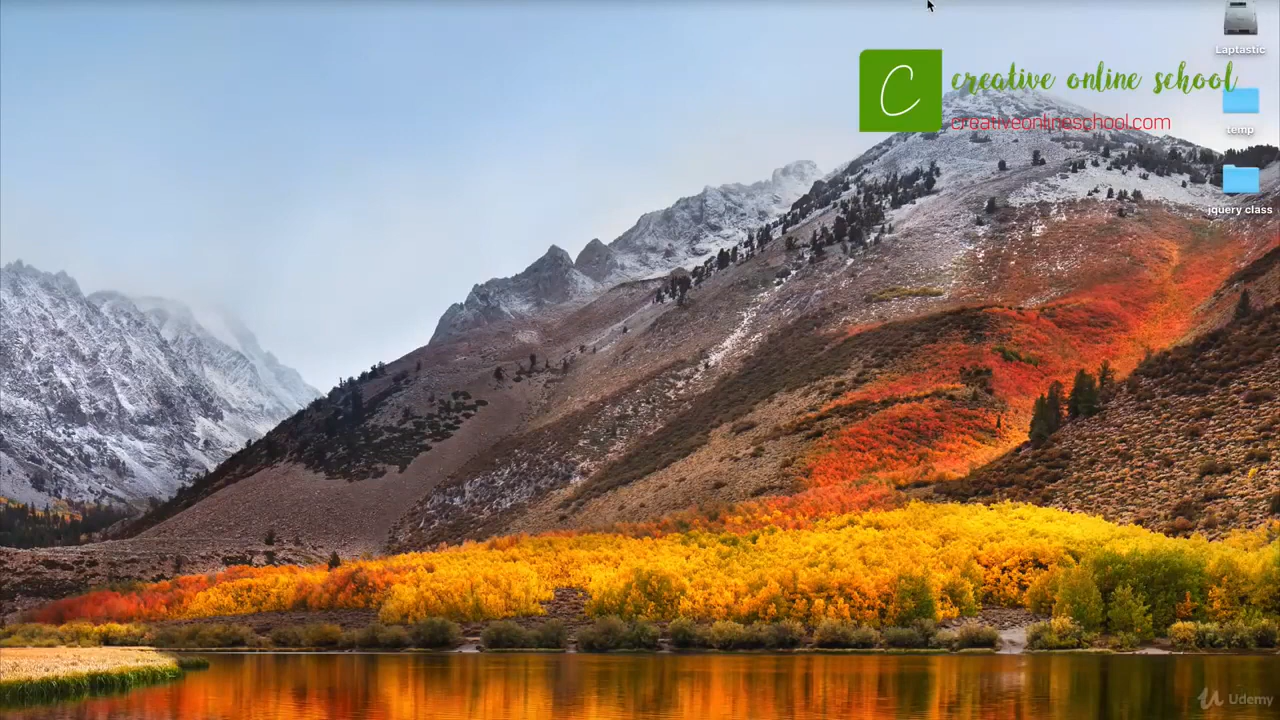 Laptastic
C creative online school
creativeonlineschool.com
temp
jquery class
Udemy